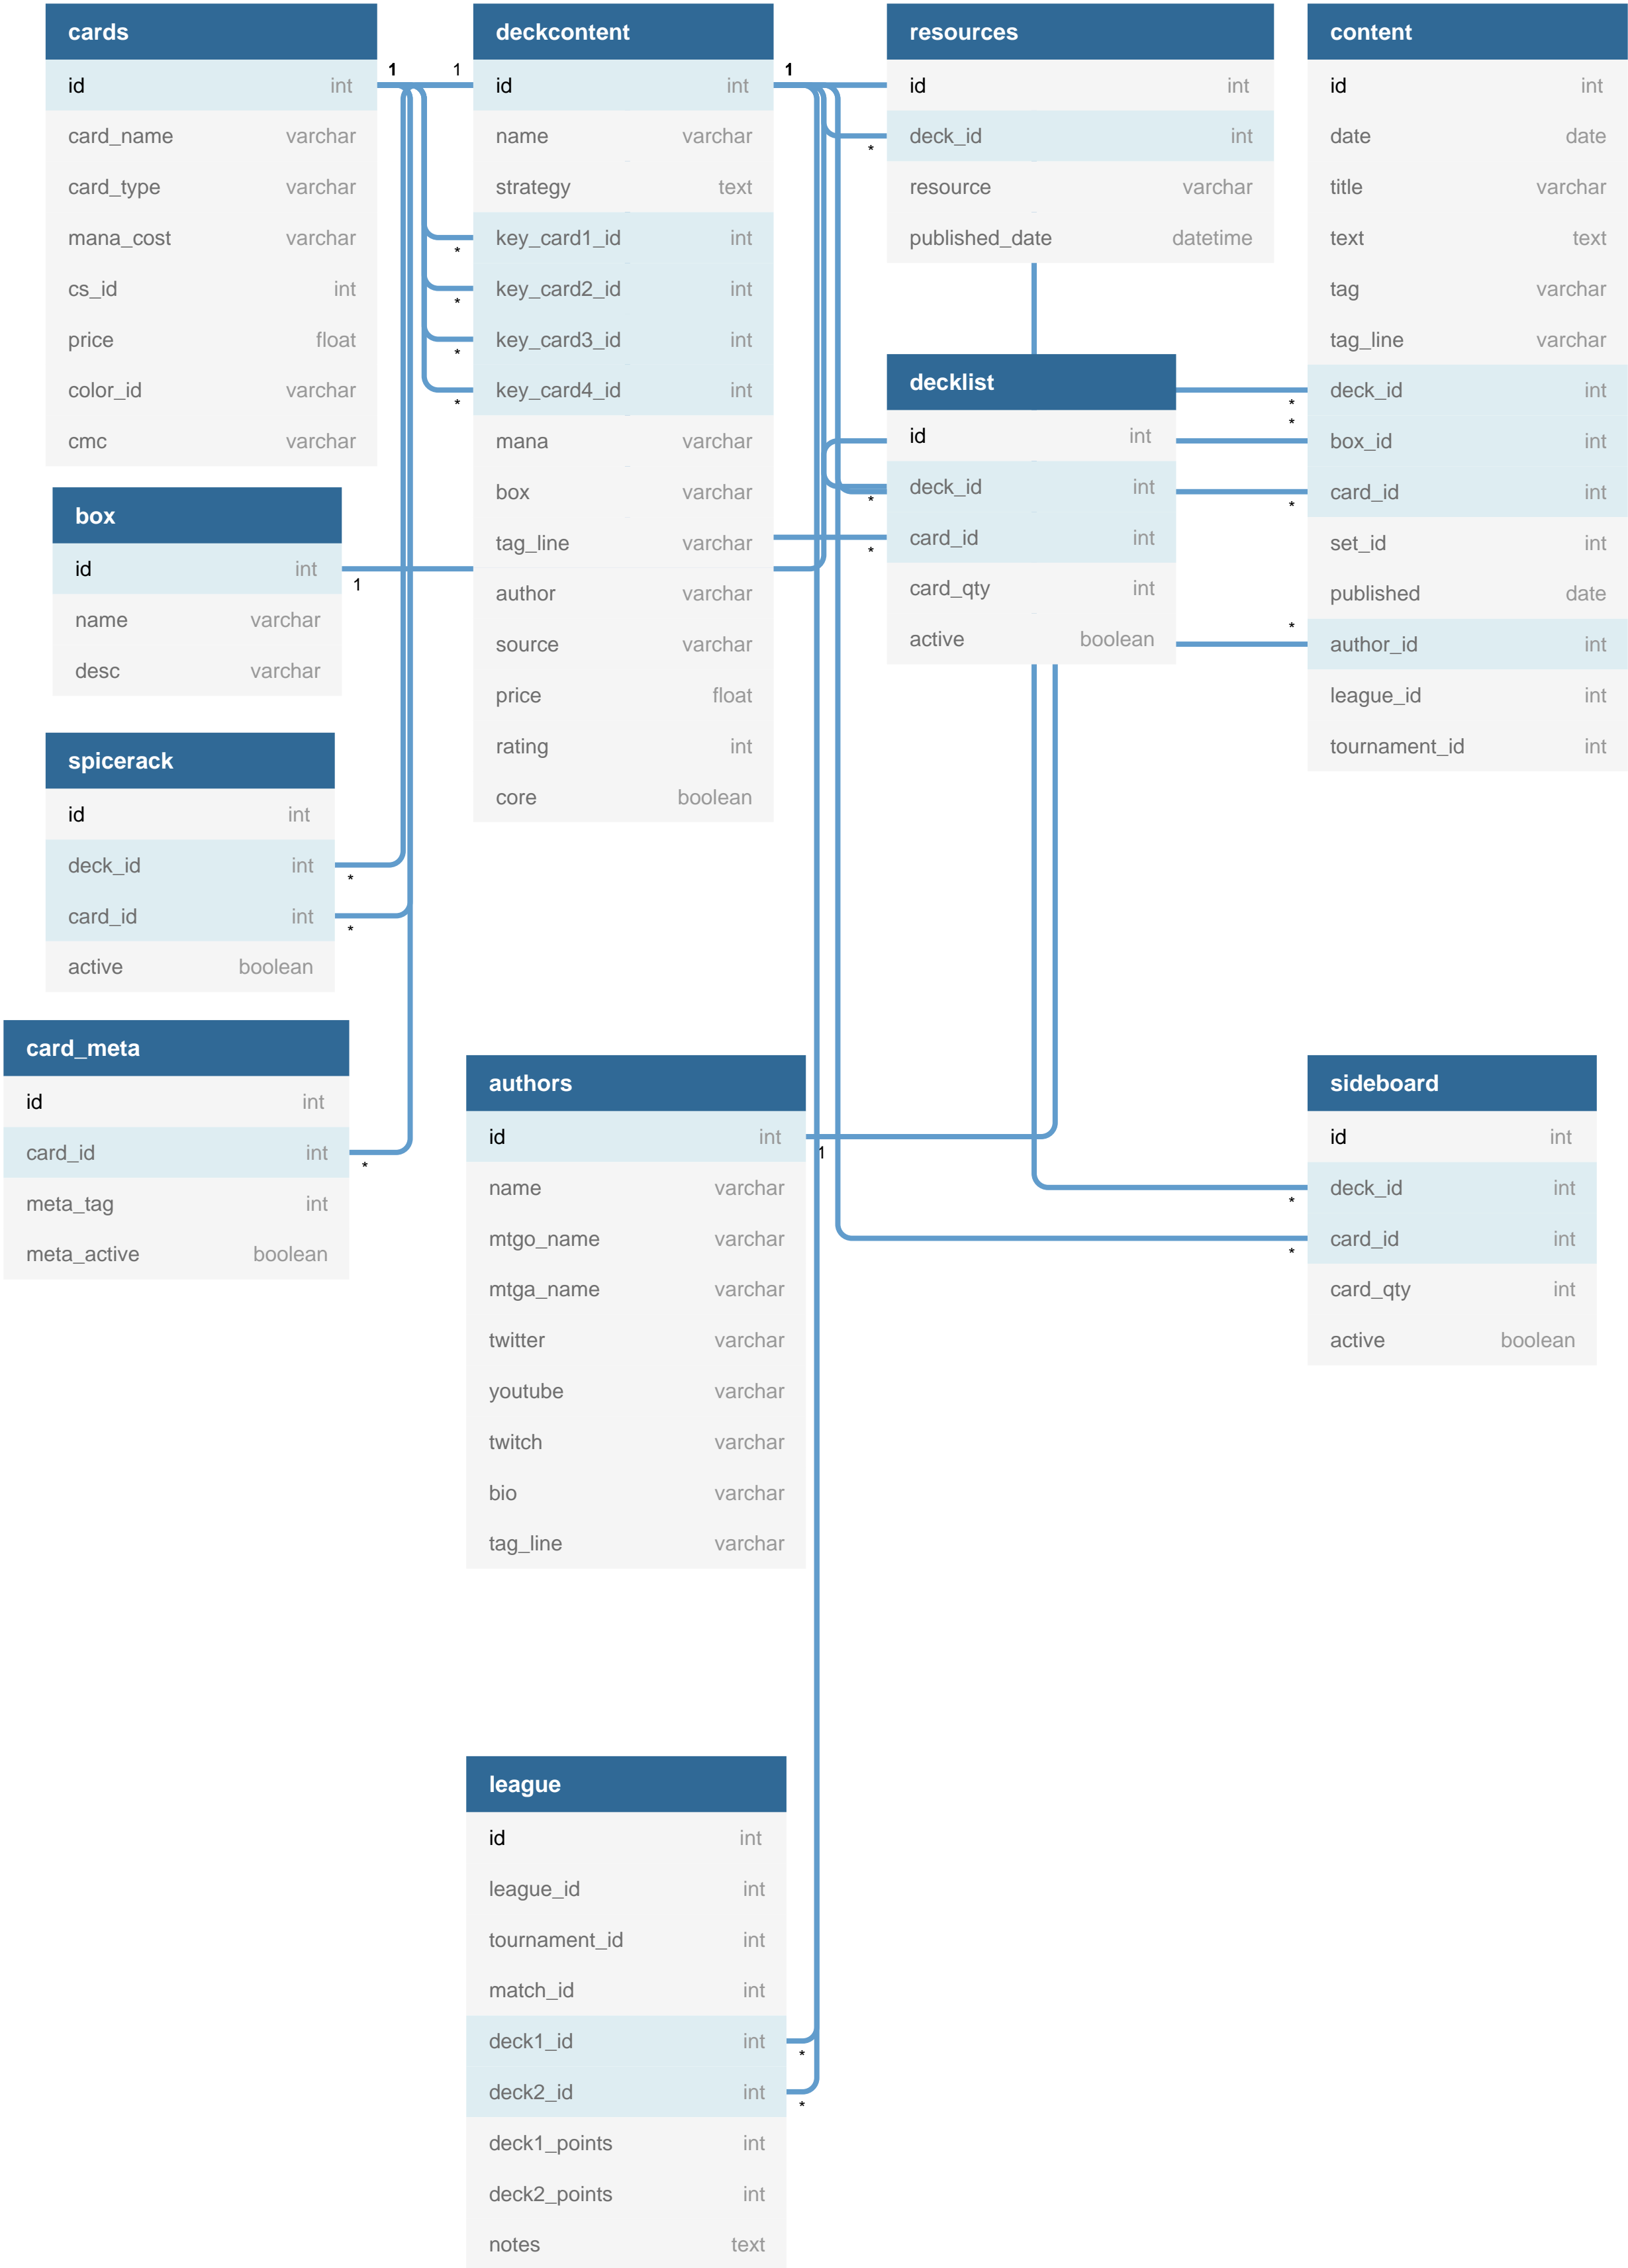 cards
id int
card_name varchar
card_type varchar
mana_cost varchar
cs_id int
price float
color_id varchar
cmc varchar
1
1
deckcontent
id int
name varchar
strategy text
key_card1_id int
*
key_card2_id int
*
key_card3_id int
*
key_card4_id int
*
mana varchar
box varchar
tag_line varchar
author varchar
source varchar
price float
rating int
core boolean
1
resources
id int
deck_id int
*
resource varchar
published_date datetime
content
id int
date date
title varchar
text text
tag varchar
tag_line varchar
deck_id int
*
*
box_id int
card_id int
*
set_id int
published date
*
author_id int
league_id int
tournament_id int
decklist
id int
deck_id int
*
card_id int
*
card_qty int
active boolean
box
id int
1
name varchar
desc varchar
spicerack
id int
deck_id int
*
card_id int
*
active boolean
card_meta
id int
card_id int
*
meta_tag int
meta_active boolean
authors
id int
1
name varchar
mtgo_name varchar
mtga_name varchar
twitter varchar
youtube varchar
twitch varchar
bio varchar
tag_line varchar
sideboard
id int
deck_id int
*
card_id int
*
card_qty int
active boolean
league
id int
league_id int
tournament_id int
match_id int
deck1_id int
*
deck2_id int
*
deck1_points int
deck2_points int
notes text